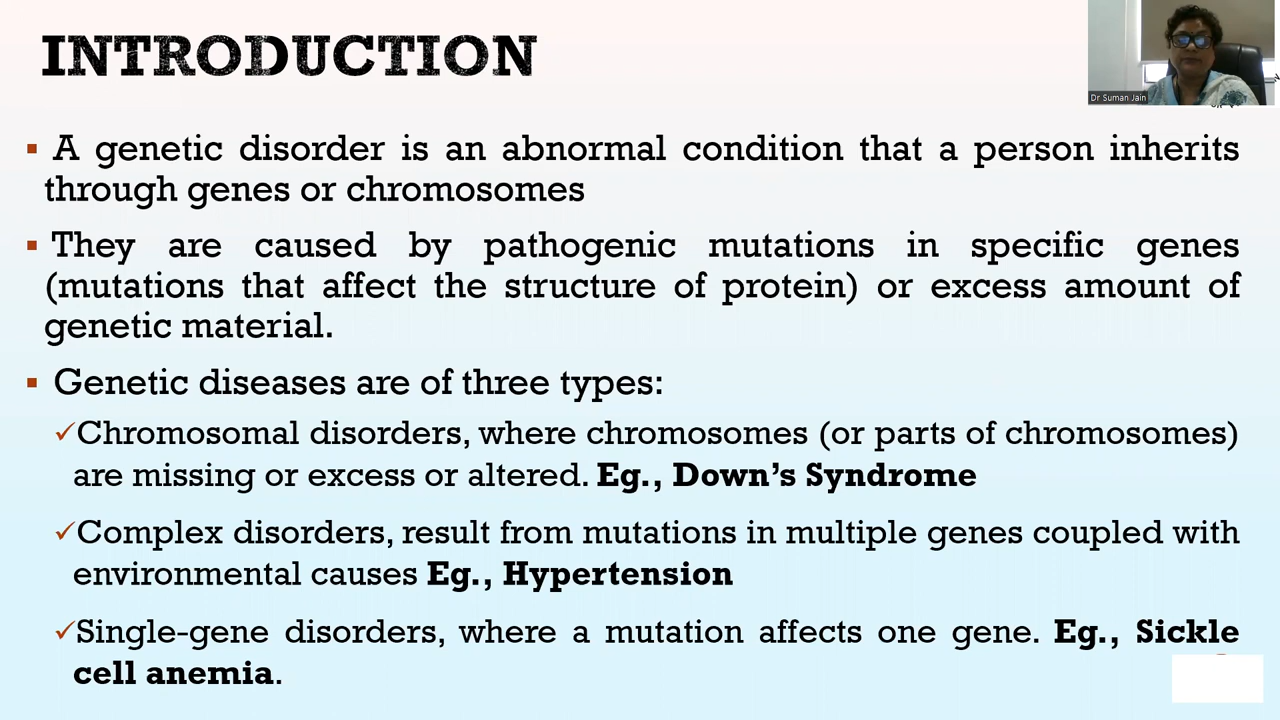 INTRODUCTION
Dr Suman Jain
▪ A genetic disorder is an abnormal condition that a person inherits
through genes or chromosomes
▪ They are caused by pathogenic mutations in specific genes
(mutations that affect the structure of protein) or excess amount of
genetic material.
▪ Genetic diseases are of three types:
✓Chromosomal disorders, where chromosomes (or parts of chromosomes)
are missing or excess or altered. Eg., Down’s Syndrome
✓Complex disorders, result from mutations in multiple genes coupled with
environmental causes Eg., Hypertension
✓Single-gene disorders, where a mutation affects one gene. Eg., Sickle
cell anemia.